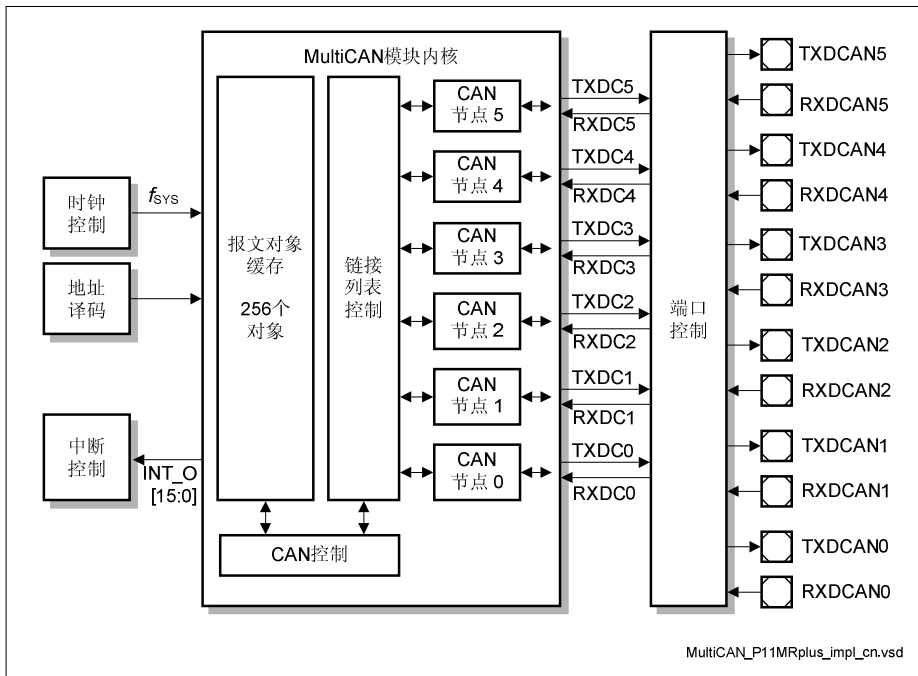 MultiCAN模块内核
时钟
控制
fSYS
地址
译码
中断
控制
INT_O
[15:0]
报文对象
缓存
256个
对象
链接
列表
控制
CAN控制
CAN
节点 5
CAN
节点 4
CAN
节点 3
CAN
节点 2
CAN
节点 1
CAN
节点 0
TXDC5
RXDC5
TXDC4
RXDC4
TXDC3
RXDC3
TXDC2
RXDC2
TXDC1
RXDC1
TXDC0
RXDC0
端口
控制
TXDCAN5
RXDCAN5
TXDCAN4
RXDCAN4
TXDCAN3
RXDCAN3
TXDCAN2
RXDCAN2
TXDCAN1
RXDCAN1
TXDCAN0
RXDCAN0
MultiCAN_P11MRplus_impl_cn.vsd